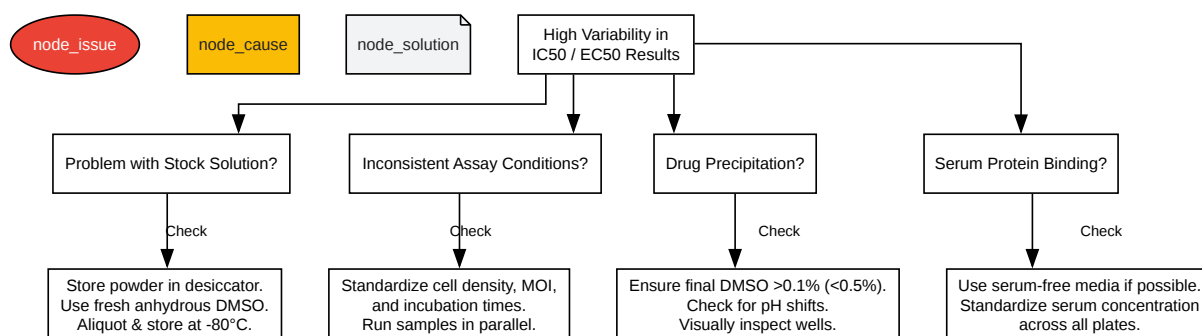 node_issue
node_cause
node_solution
High Variability in
IC50 / EC50 Results
Problem with Stock Solution?
Inconsistent Assay Conditions?
Drug Precipitation?
Serum Protein Binding?
Check
Check
Check
Check
Store powder in desiccator.
Use fresh anhydrous DMSO.
Aliquot & store at -80°C.
Standardize cell density, MOI,
and incubation times.
Run samples in parallel.
Ensure final DMSO >0.1% (<0.5%).
Check for pH shifts.
Visually inspect wells.
Use serum-free media if possible.
Standardize serum concentration
across all plates.